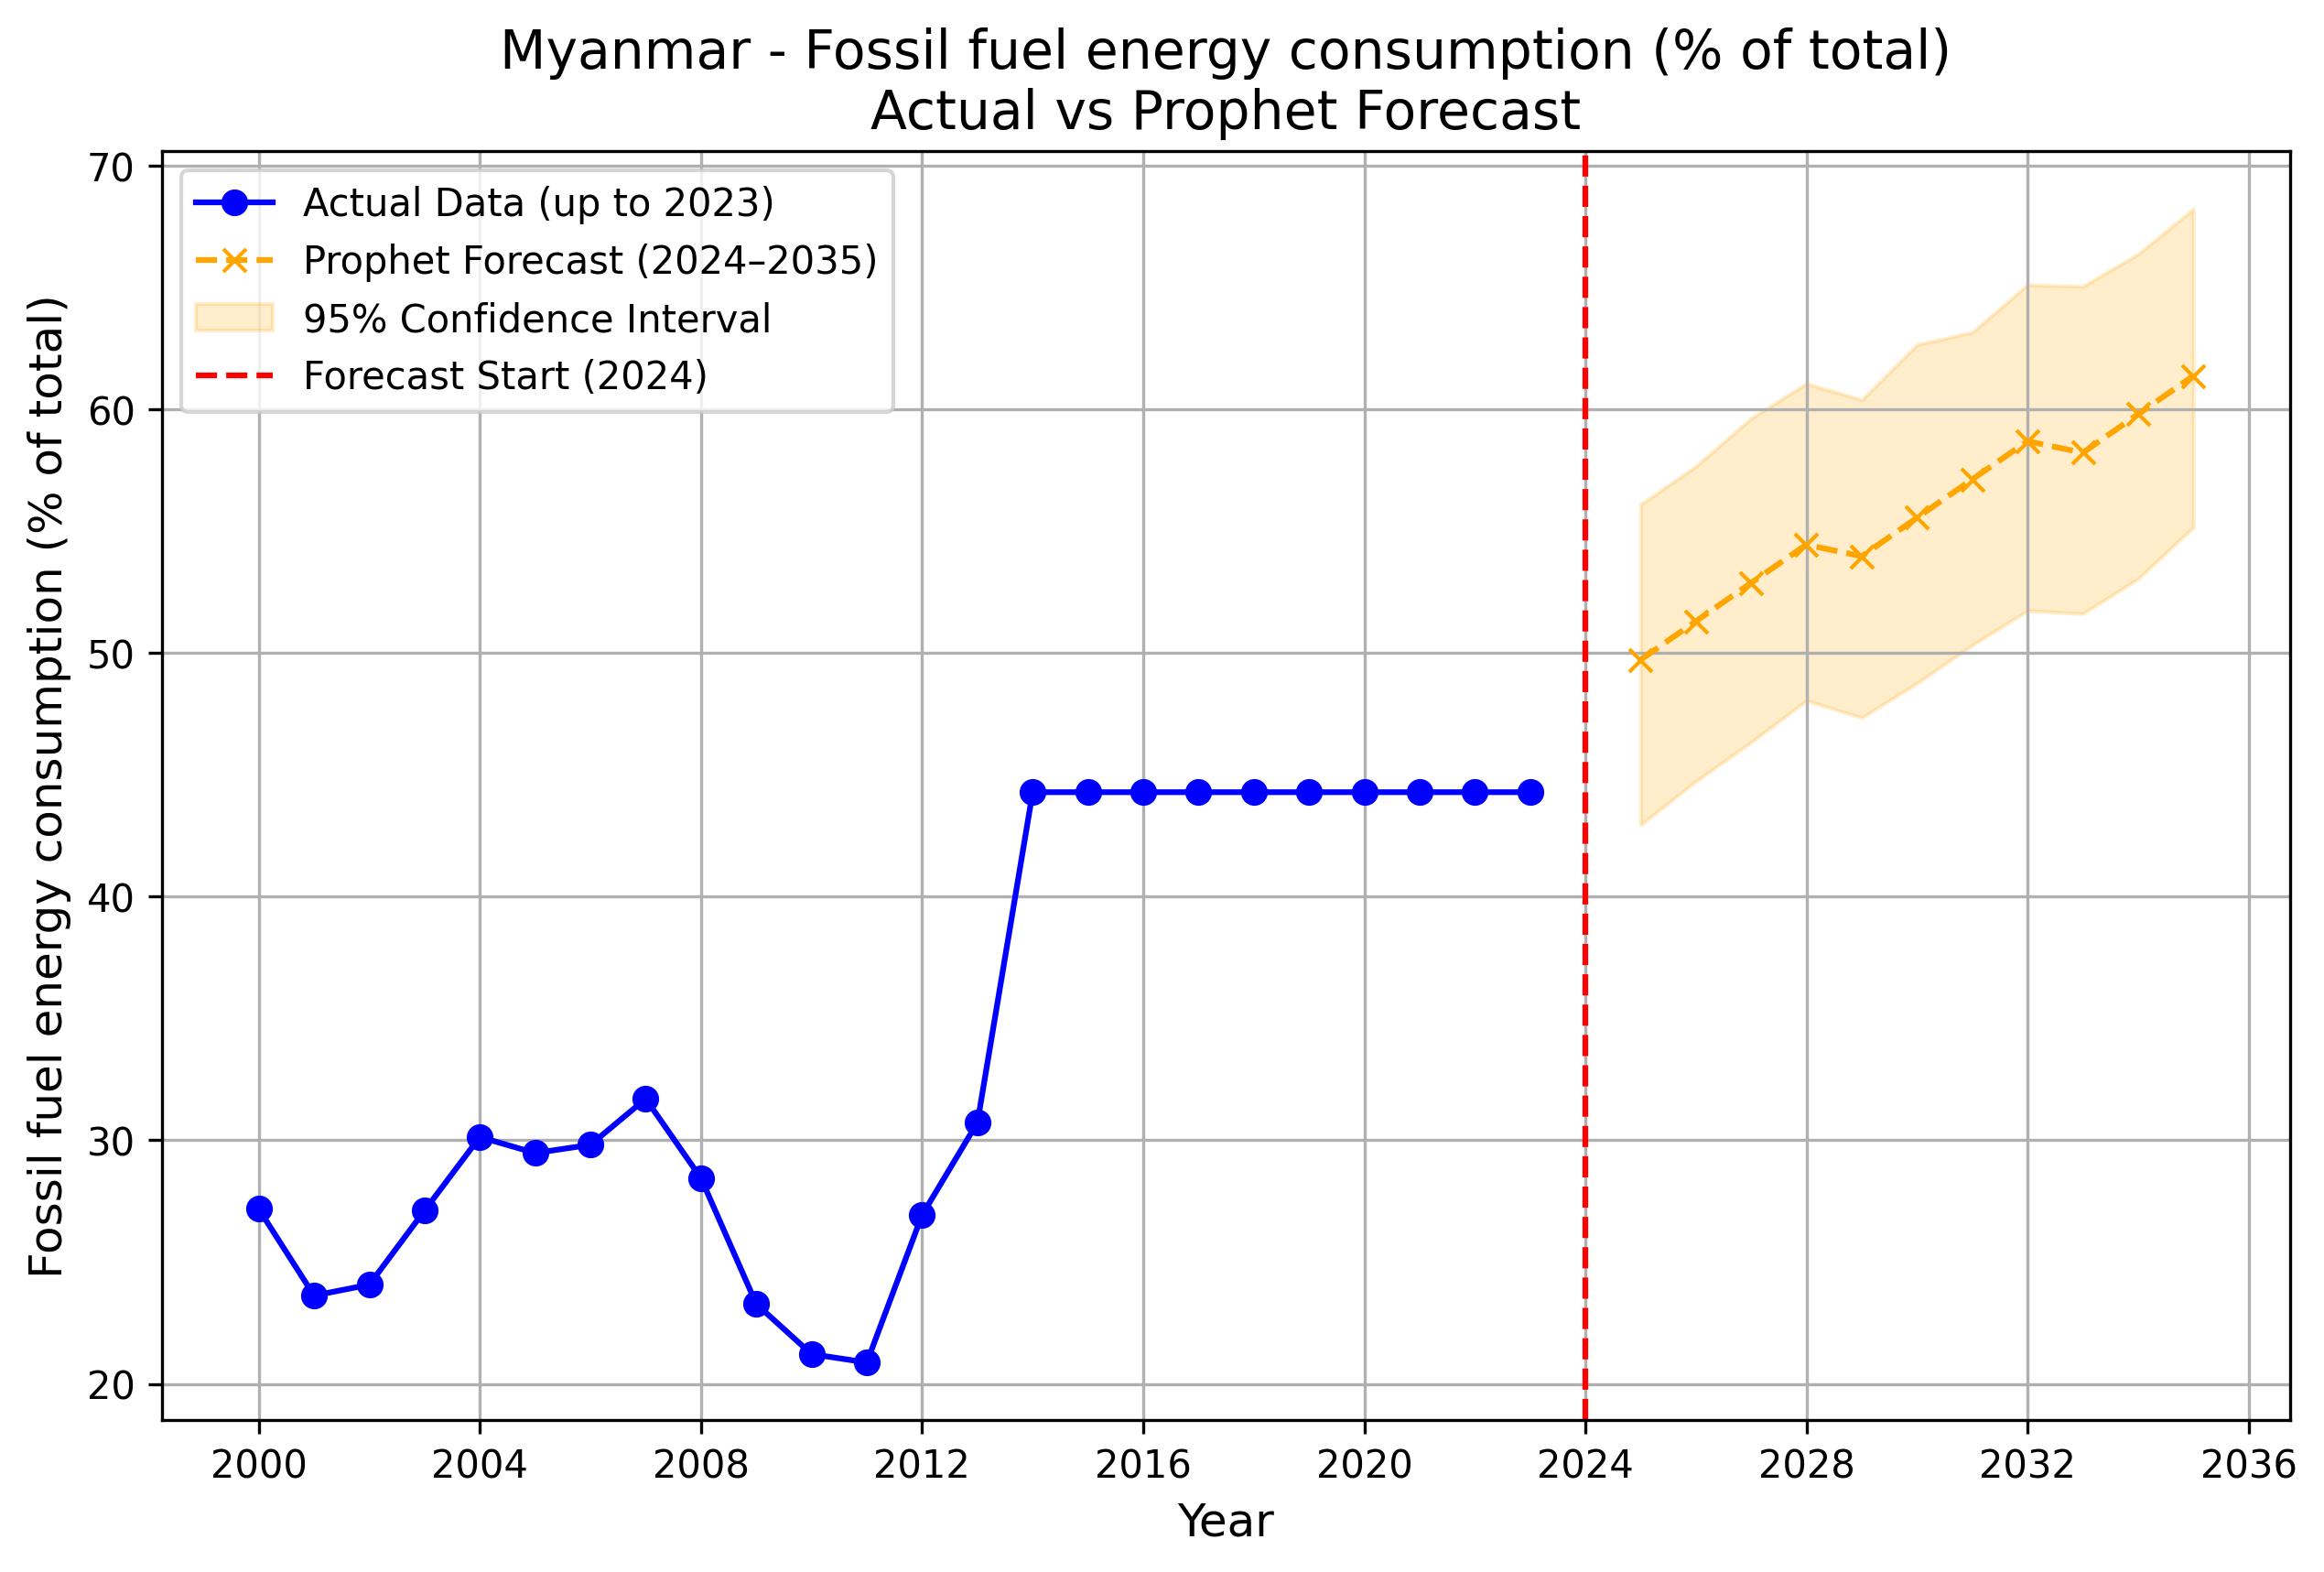 Myanmar - Fossil fuel energy consumption (% of total)
Actual vs Prophet Forecast
Actual Data (up to 2023)
Prophet Forecast (2024–2035)
95% Confidence Interval
Forecast Start (2024)
Fossil fuel energy consumption (% of total)
70
60
50
40
30
20
2000 2004 2008 2012 2016 2020 2024 2028 2032 2036
Year